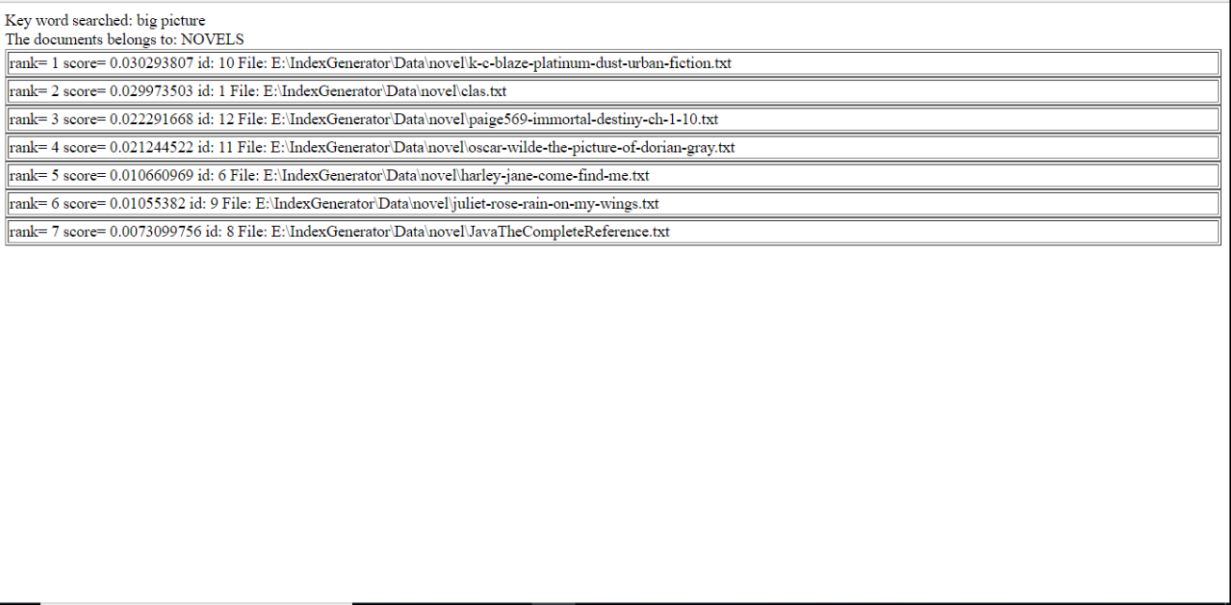 Key word searched: big picture
The documents belongs to: NOVELS
rank= 1 score= 0.030293807 id: 10 File: E:\IndexGenerator\Data\novel\k-c-blaze-platinum-dust-urban-fiction.txt
rank= 2 score= 0.029973503 id: 1 File: E:\IndexGenerator\Data\novel\clas.txt
rank= 3 score= 0.022291668 id: 12 File: E:\IndexGenerator\Data\novel\paige569-immortal-destiny-ch-1-10.txt
rank= 4 score= 0.021244522 id: 11 File: E:\IndexGenerator\Data\novel\oscar-wilde-the-picture-of-dorian-gray.txt
rank= 5 score= 0.010660969 id: 6 File: E:\IndexGenerator\Data\novel\harley-jane-come-find-me.txt
rank= 6 score= 0.01055382 id: 9 File: E:\IndexGenerator\Data\novel\juliet-rose-rain-on-my-wings.txt
rank= 7 score= 0.0073099756 id: 8 File: E:\IndexGenerator\Data\novel\JavaTheCompleteReference.txt